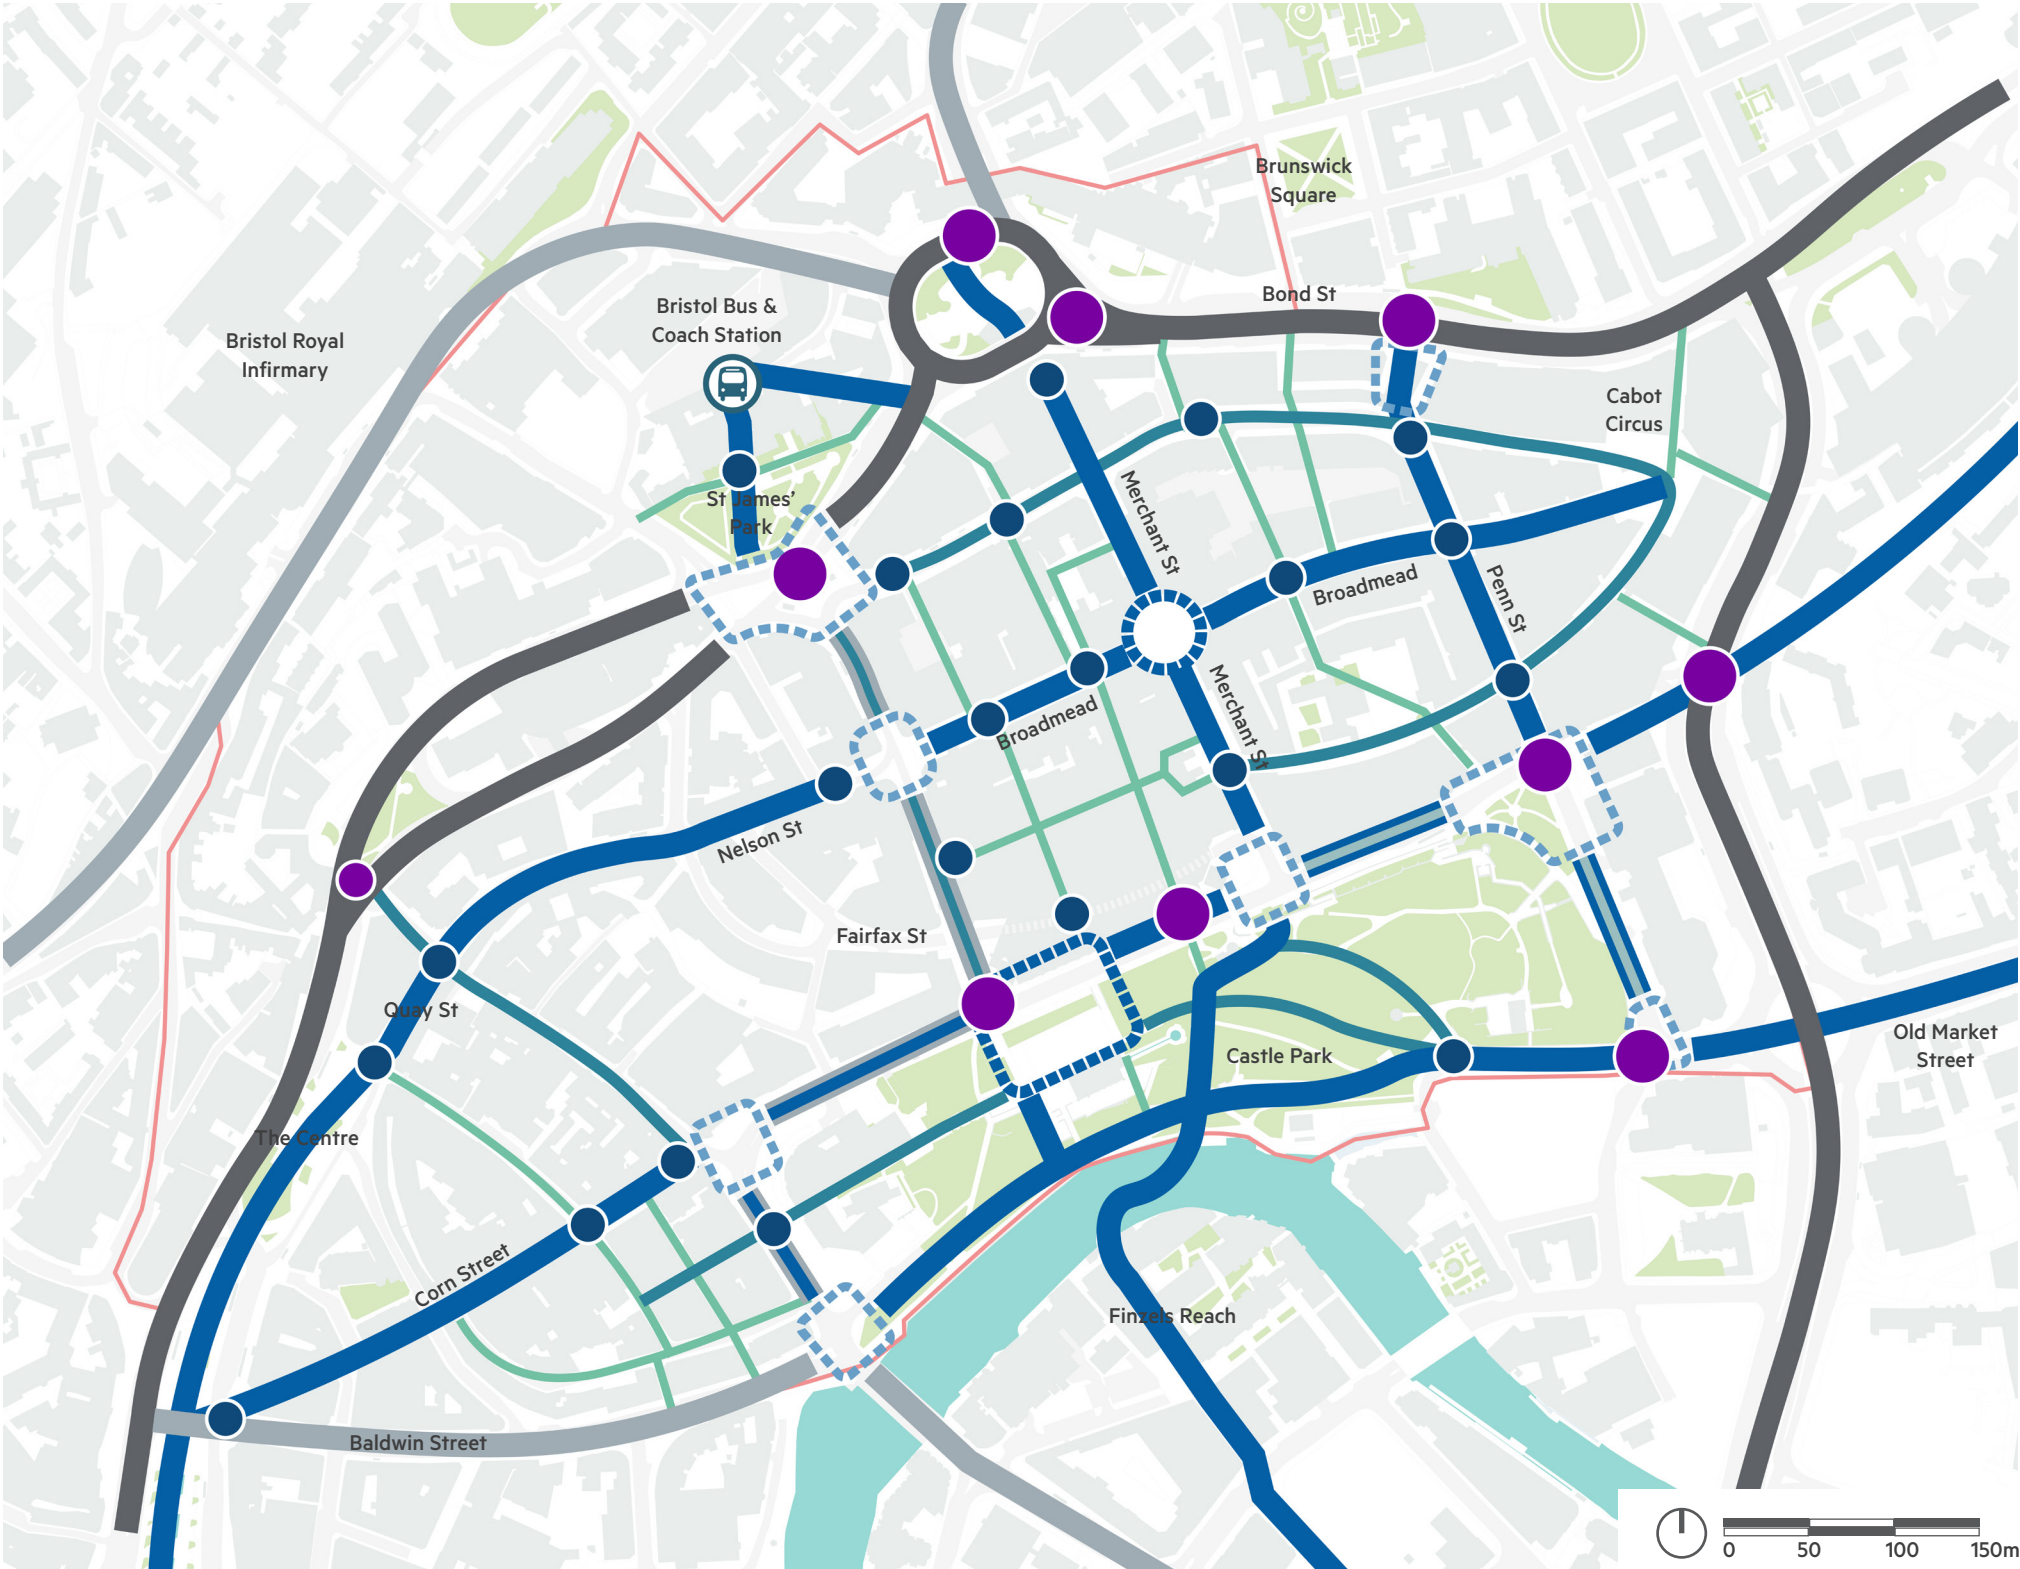 Brunswick
Square
Bond St
Bristol Bus &
Coach Station
Bristol Royal
Infirmary
Cabot
Circus
St James'
Park
Merchant St
Broadmead
Penn St
Merchant St
Broadmead
Nelson St
Fairfax St
Quay St
Castle Park
Old Market
Street
The Centre
Corn Street
Finzels Reach
Baldwin Street
0 50 100 150m